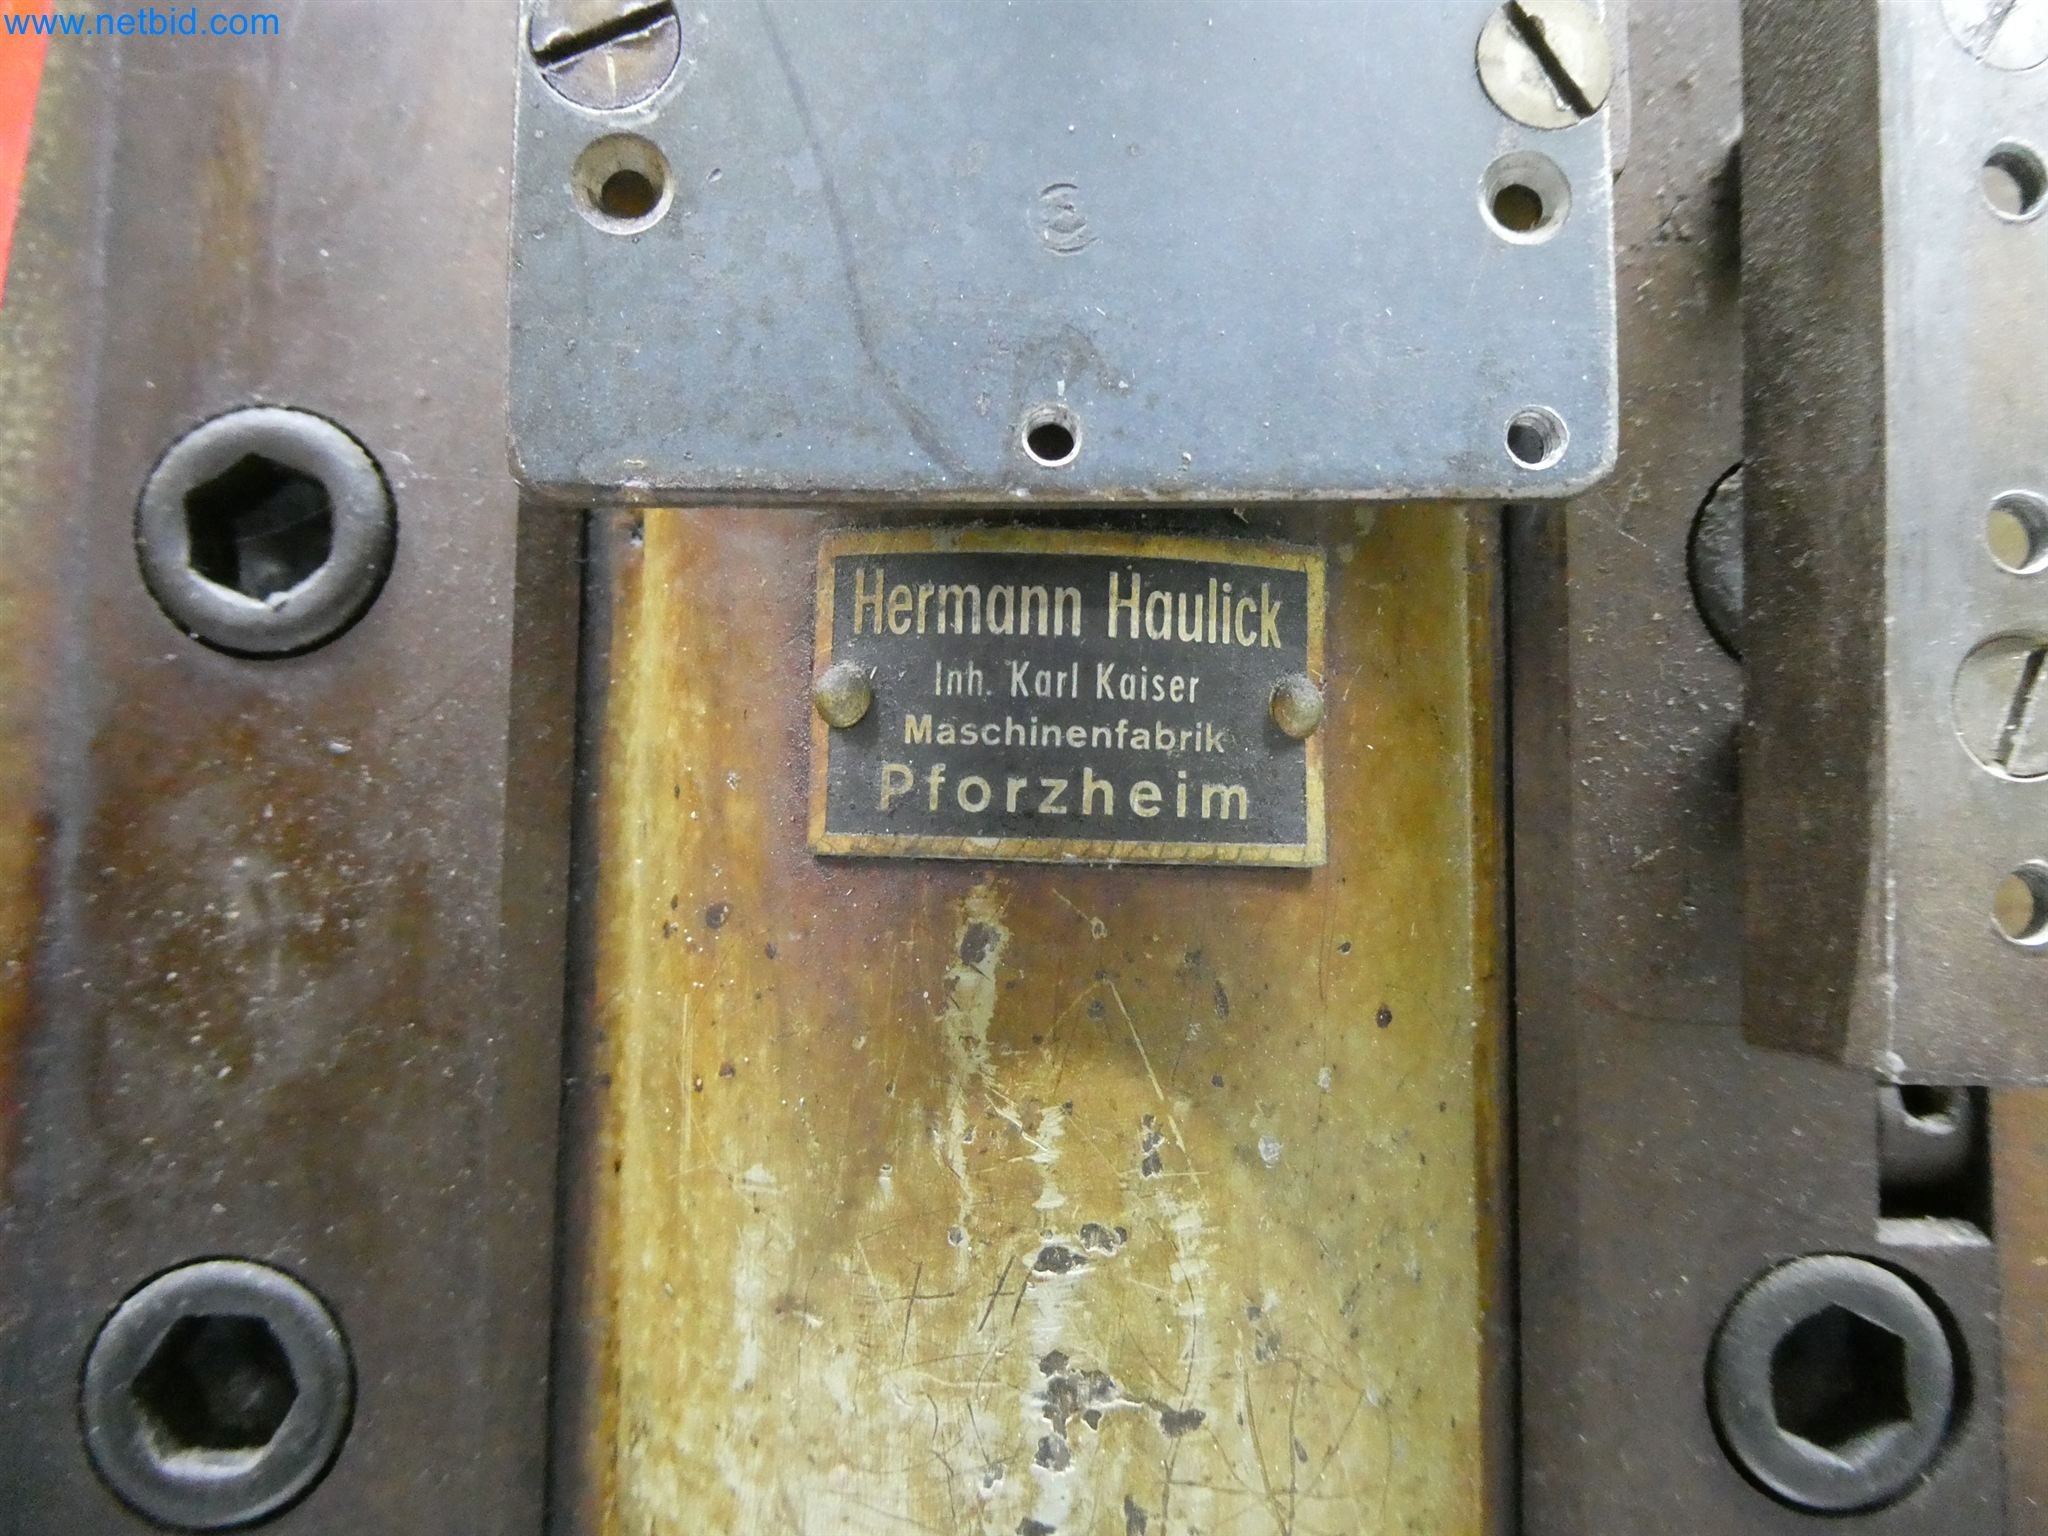 www.netbid.com
Hermann Haulick
Inh. Karl Kaiser
Maschinenfabrik
Pforzheim